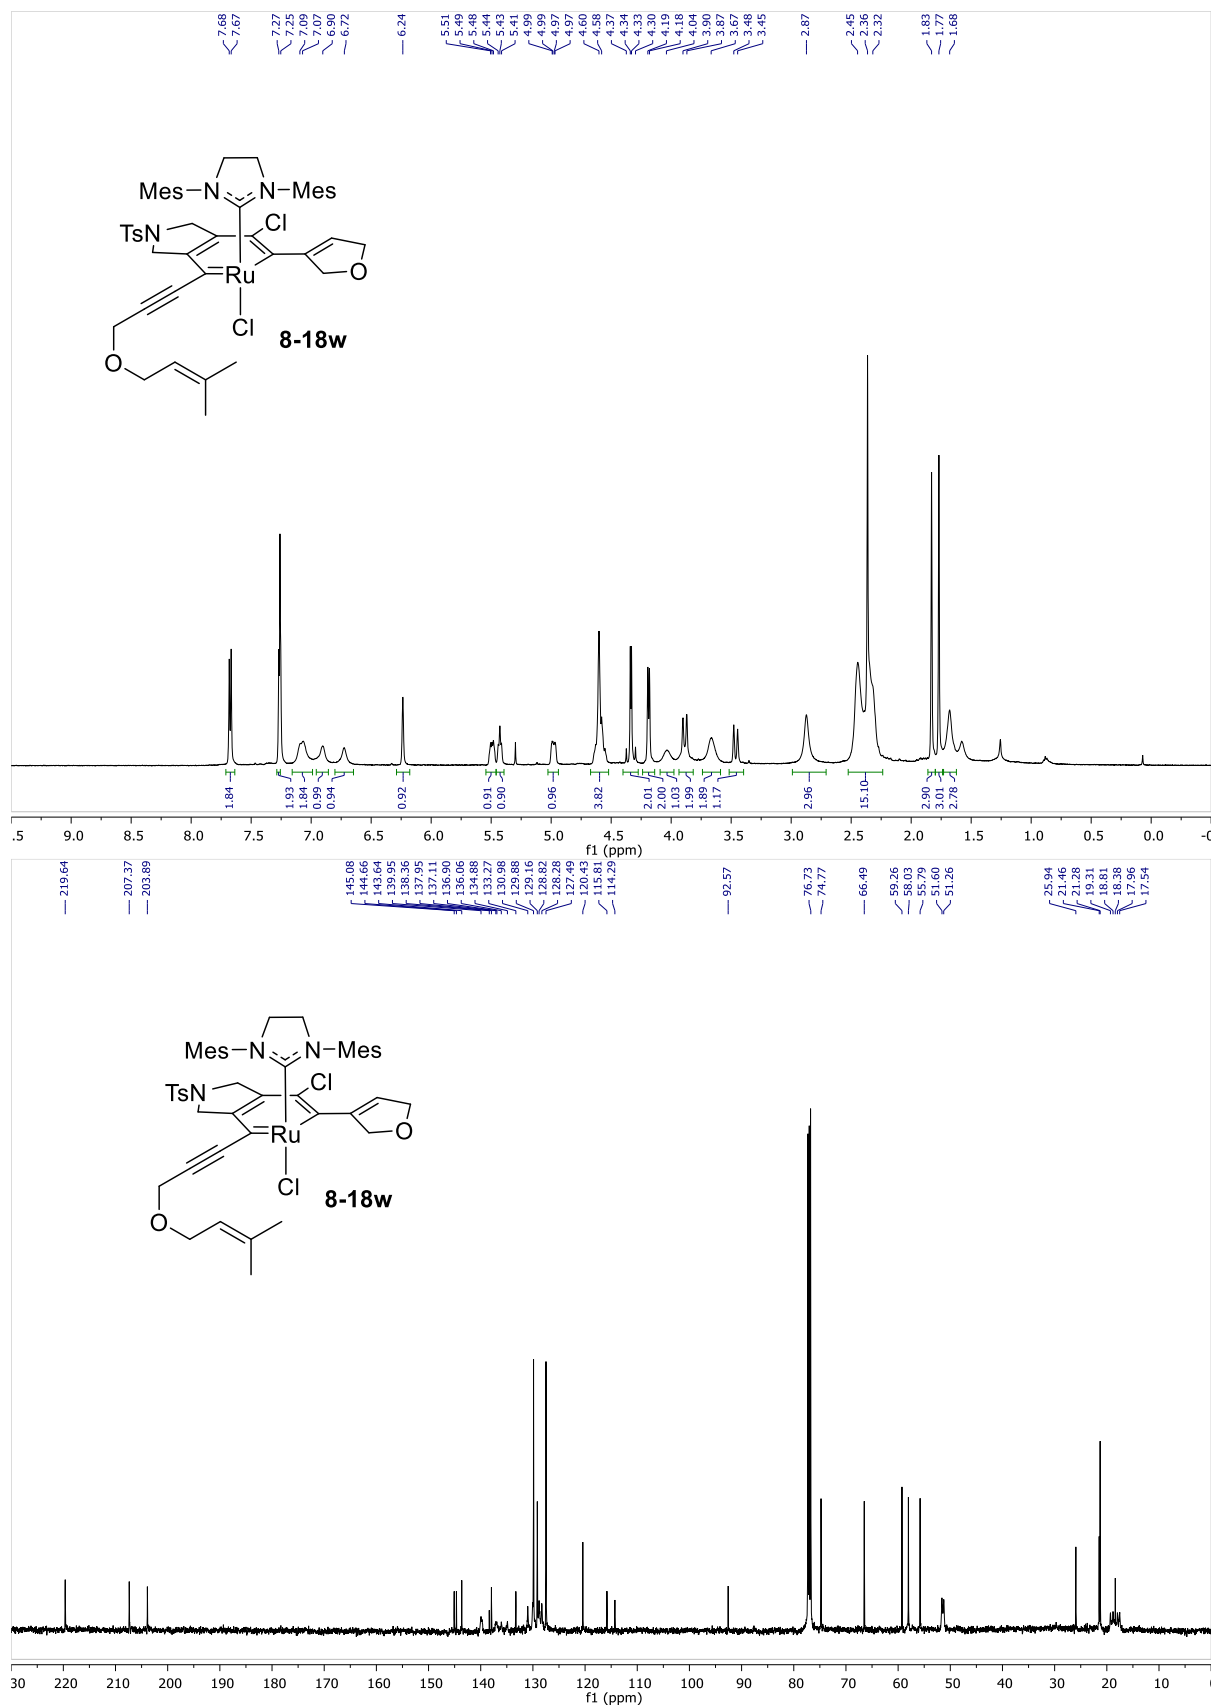 7.68 7.67 7.27 7.25 7.09 7.07 6.90 6.72 6.24 5.51 5.49 5.48 5.44 5.43 5.41 4.99 4.99 4.97 4.97 4.60 4.58 4.37 4.34 4.33 4.30 4.19 4.18 4.04 3.90 3.87 3.67 3.48 3.45 2.87 2.45 2.36 2.32 1.83 1.77 1.68
Mes N N Mes
TsN Cl
Ru O
Cl
8-18w
O
1.84 1.93 1.84 0.99 0.94 0.92 0.91 0.90 0.96 3.82 2.01 2.00 1.03 1.99 1.89 1.17 2.96 15.10 2.90 3.01 2.78
.5 9.0 8.5 8.0 7.5 7.0 6.5 6.0 5.5 5.0 4.5 4.0 3.5 3.0 2.5 2.0 1.5 1.0 0.5 0.0 -0
f1 (ppm)
219.64 207.37 203.89 145.08 144.66 143.64 139.95 138.36 137.95 137.11 136.90 136.06 134.88 133.27 130.98 129.88 129.16 128.82 128.28 127.49 120.43 115.81 114.29 92.57 76.73 74.77 66.49 59.26 58.03 55.79 51.60 51.26 25.94 21.46 21.28 19.31 18.81 18.38 17.96 17.54
Mes N N Mes
TsN Cl
Ru O
Cl
8-18w
O
30 220 210 200 190 180 170 160 150 140 130 120 110 100 90 80 70 60 50 40 30 20 10 0
f1 (ppm)